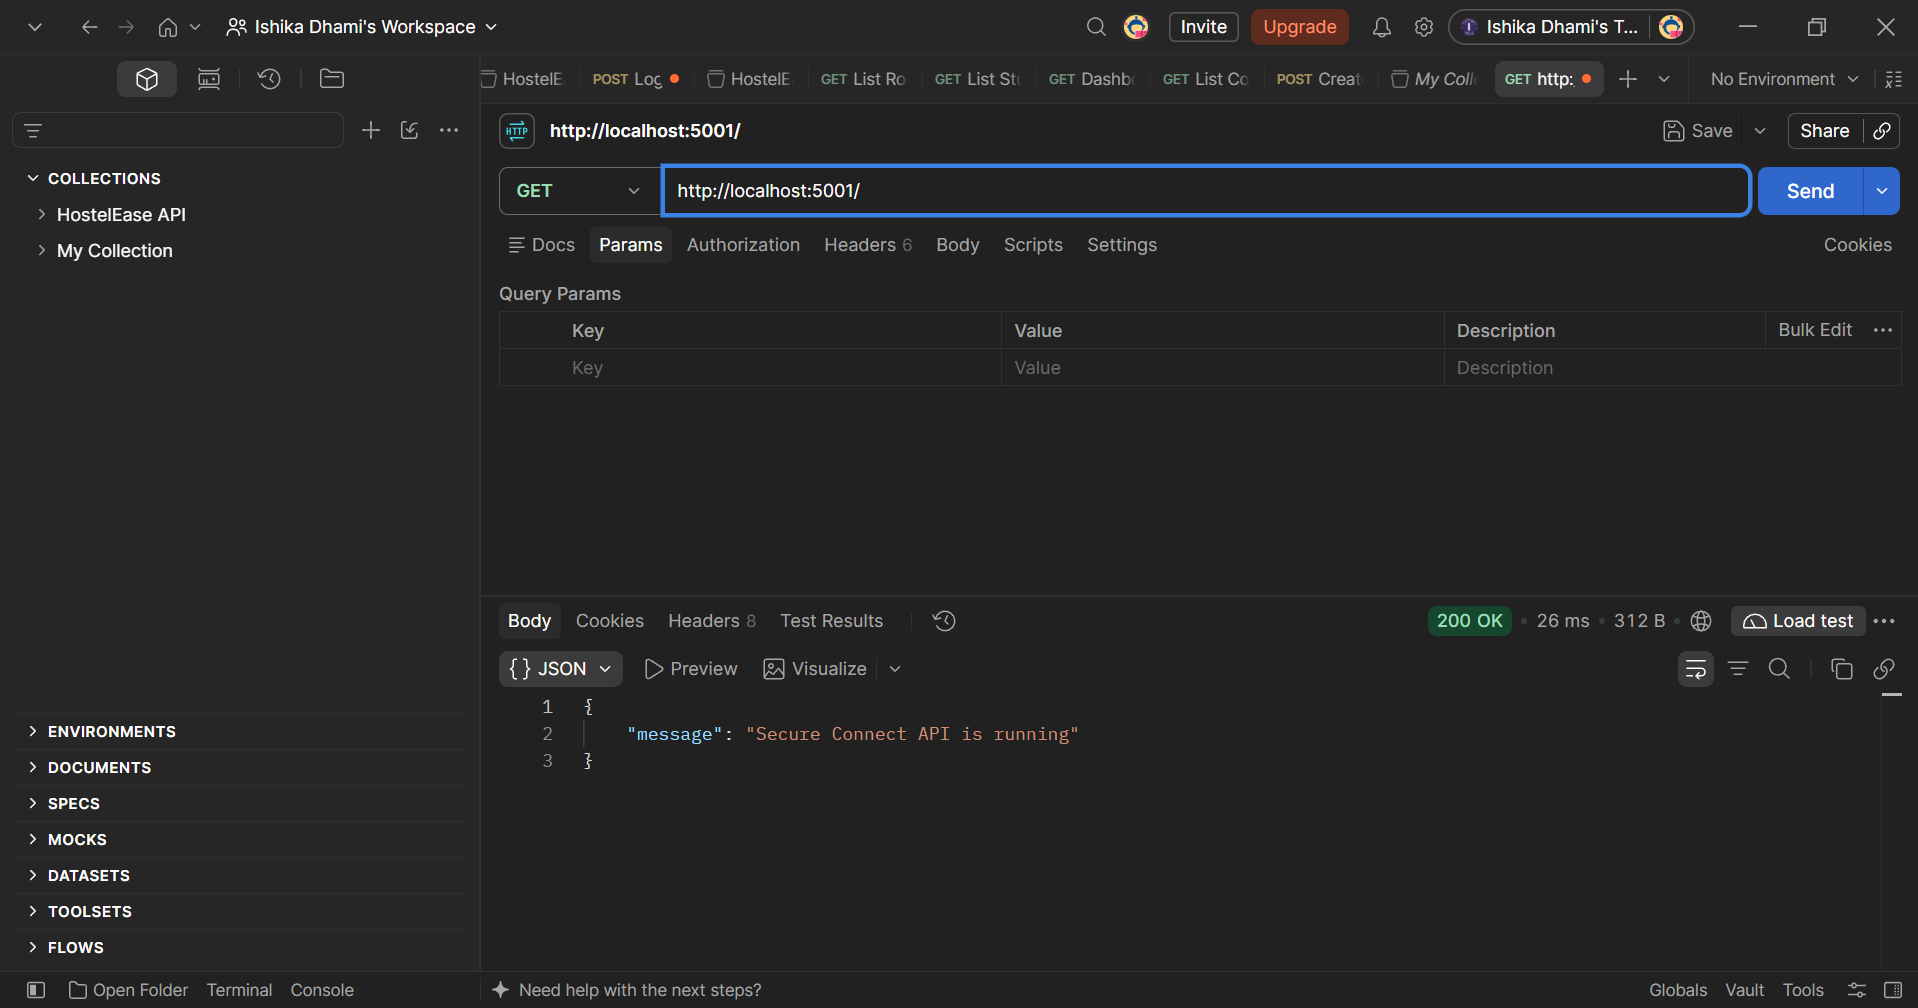 Ishika Dhami's Workspace
Invite
Upgrade
Ishika Dhami's T...
HostelE
POST Log
HostelE
GET List Ro
GET List Stu
GET Dashb
GET List Co
POST Creat
My Coll
GET http:
No Environment
HTTP
http://localhost:5001/
Save
Share
COLLECTIONS
HostelEase API
My Collection
GET
http://localhost:5001/
Send
Docs
Params
Authorization
Headers 6
Body
Scripts
Settings
Cookies
Query Params
Key
Value
Description
Bulk Edit
Key
Value
Description
Body
Cookies
Headers 8
Test Results
200 OK
26 ms
312 B
Load test
{ } JSON
Preview
Visualize
1 {
2 "message": "Secure Connect API is running"
3 }
ENVIRONMENTS
DOCUMENTS
SPECS
MOCKS
DATASETS
TOOLSETS
FLOWS
Open Folder
Terminal
Console
Need help with the next steps?
Globals
Vault
Tools